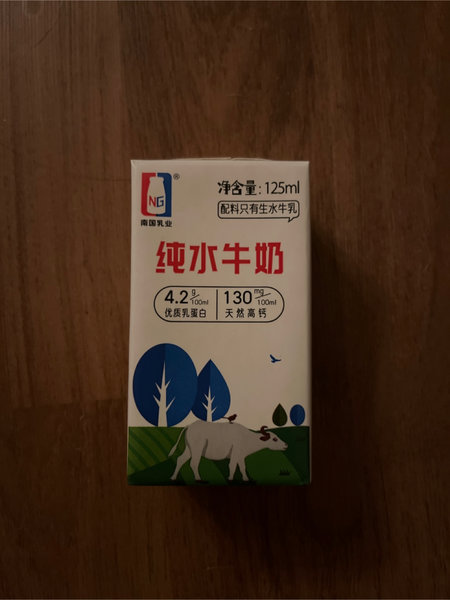 NG®
南国乳业
净含量：125ml
配料只有生水牛乳
纯水牛奶
4.2g/100ml
优质乳蛋白
130mg/100ml
天然高钙